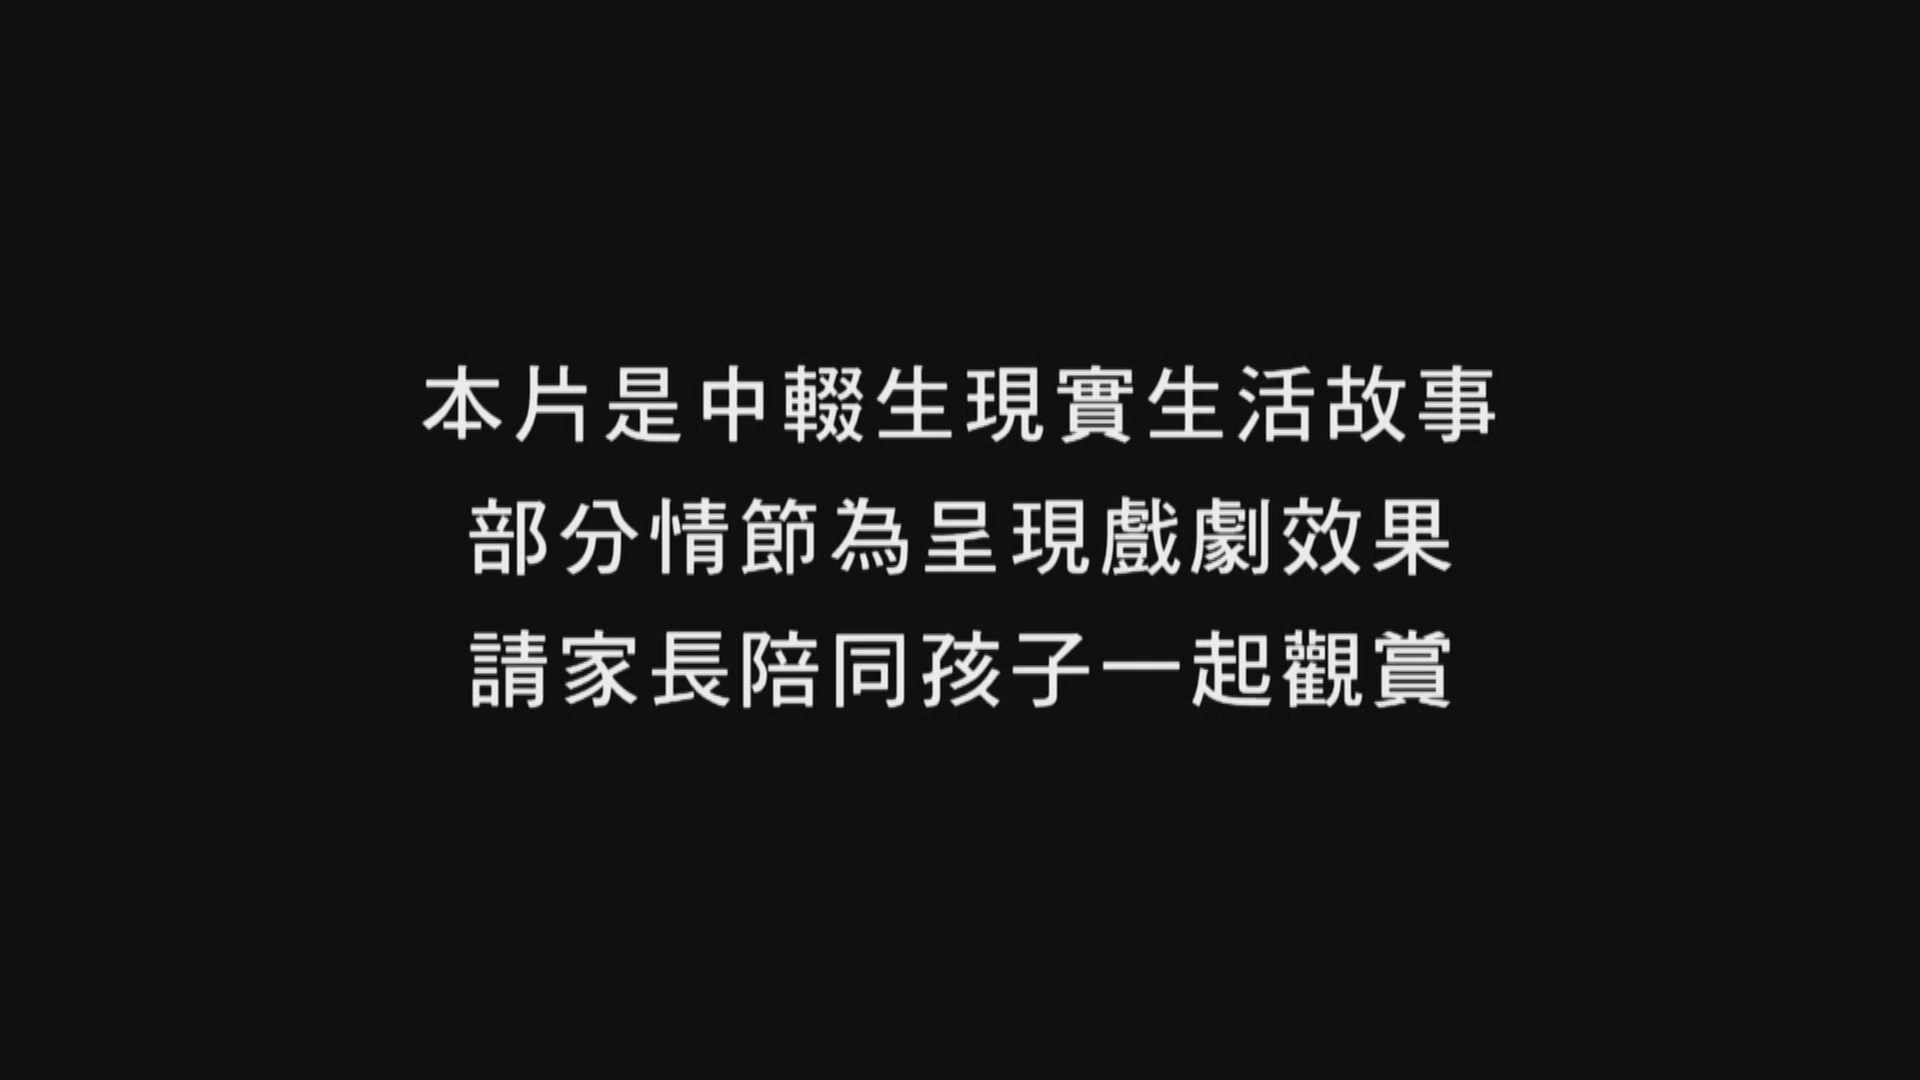 本片是中輟生現實生活故事
部分情節為呈現戲劇效果
請家長陪同孩子一起觀賞